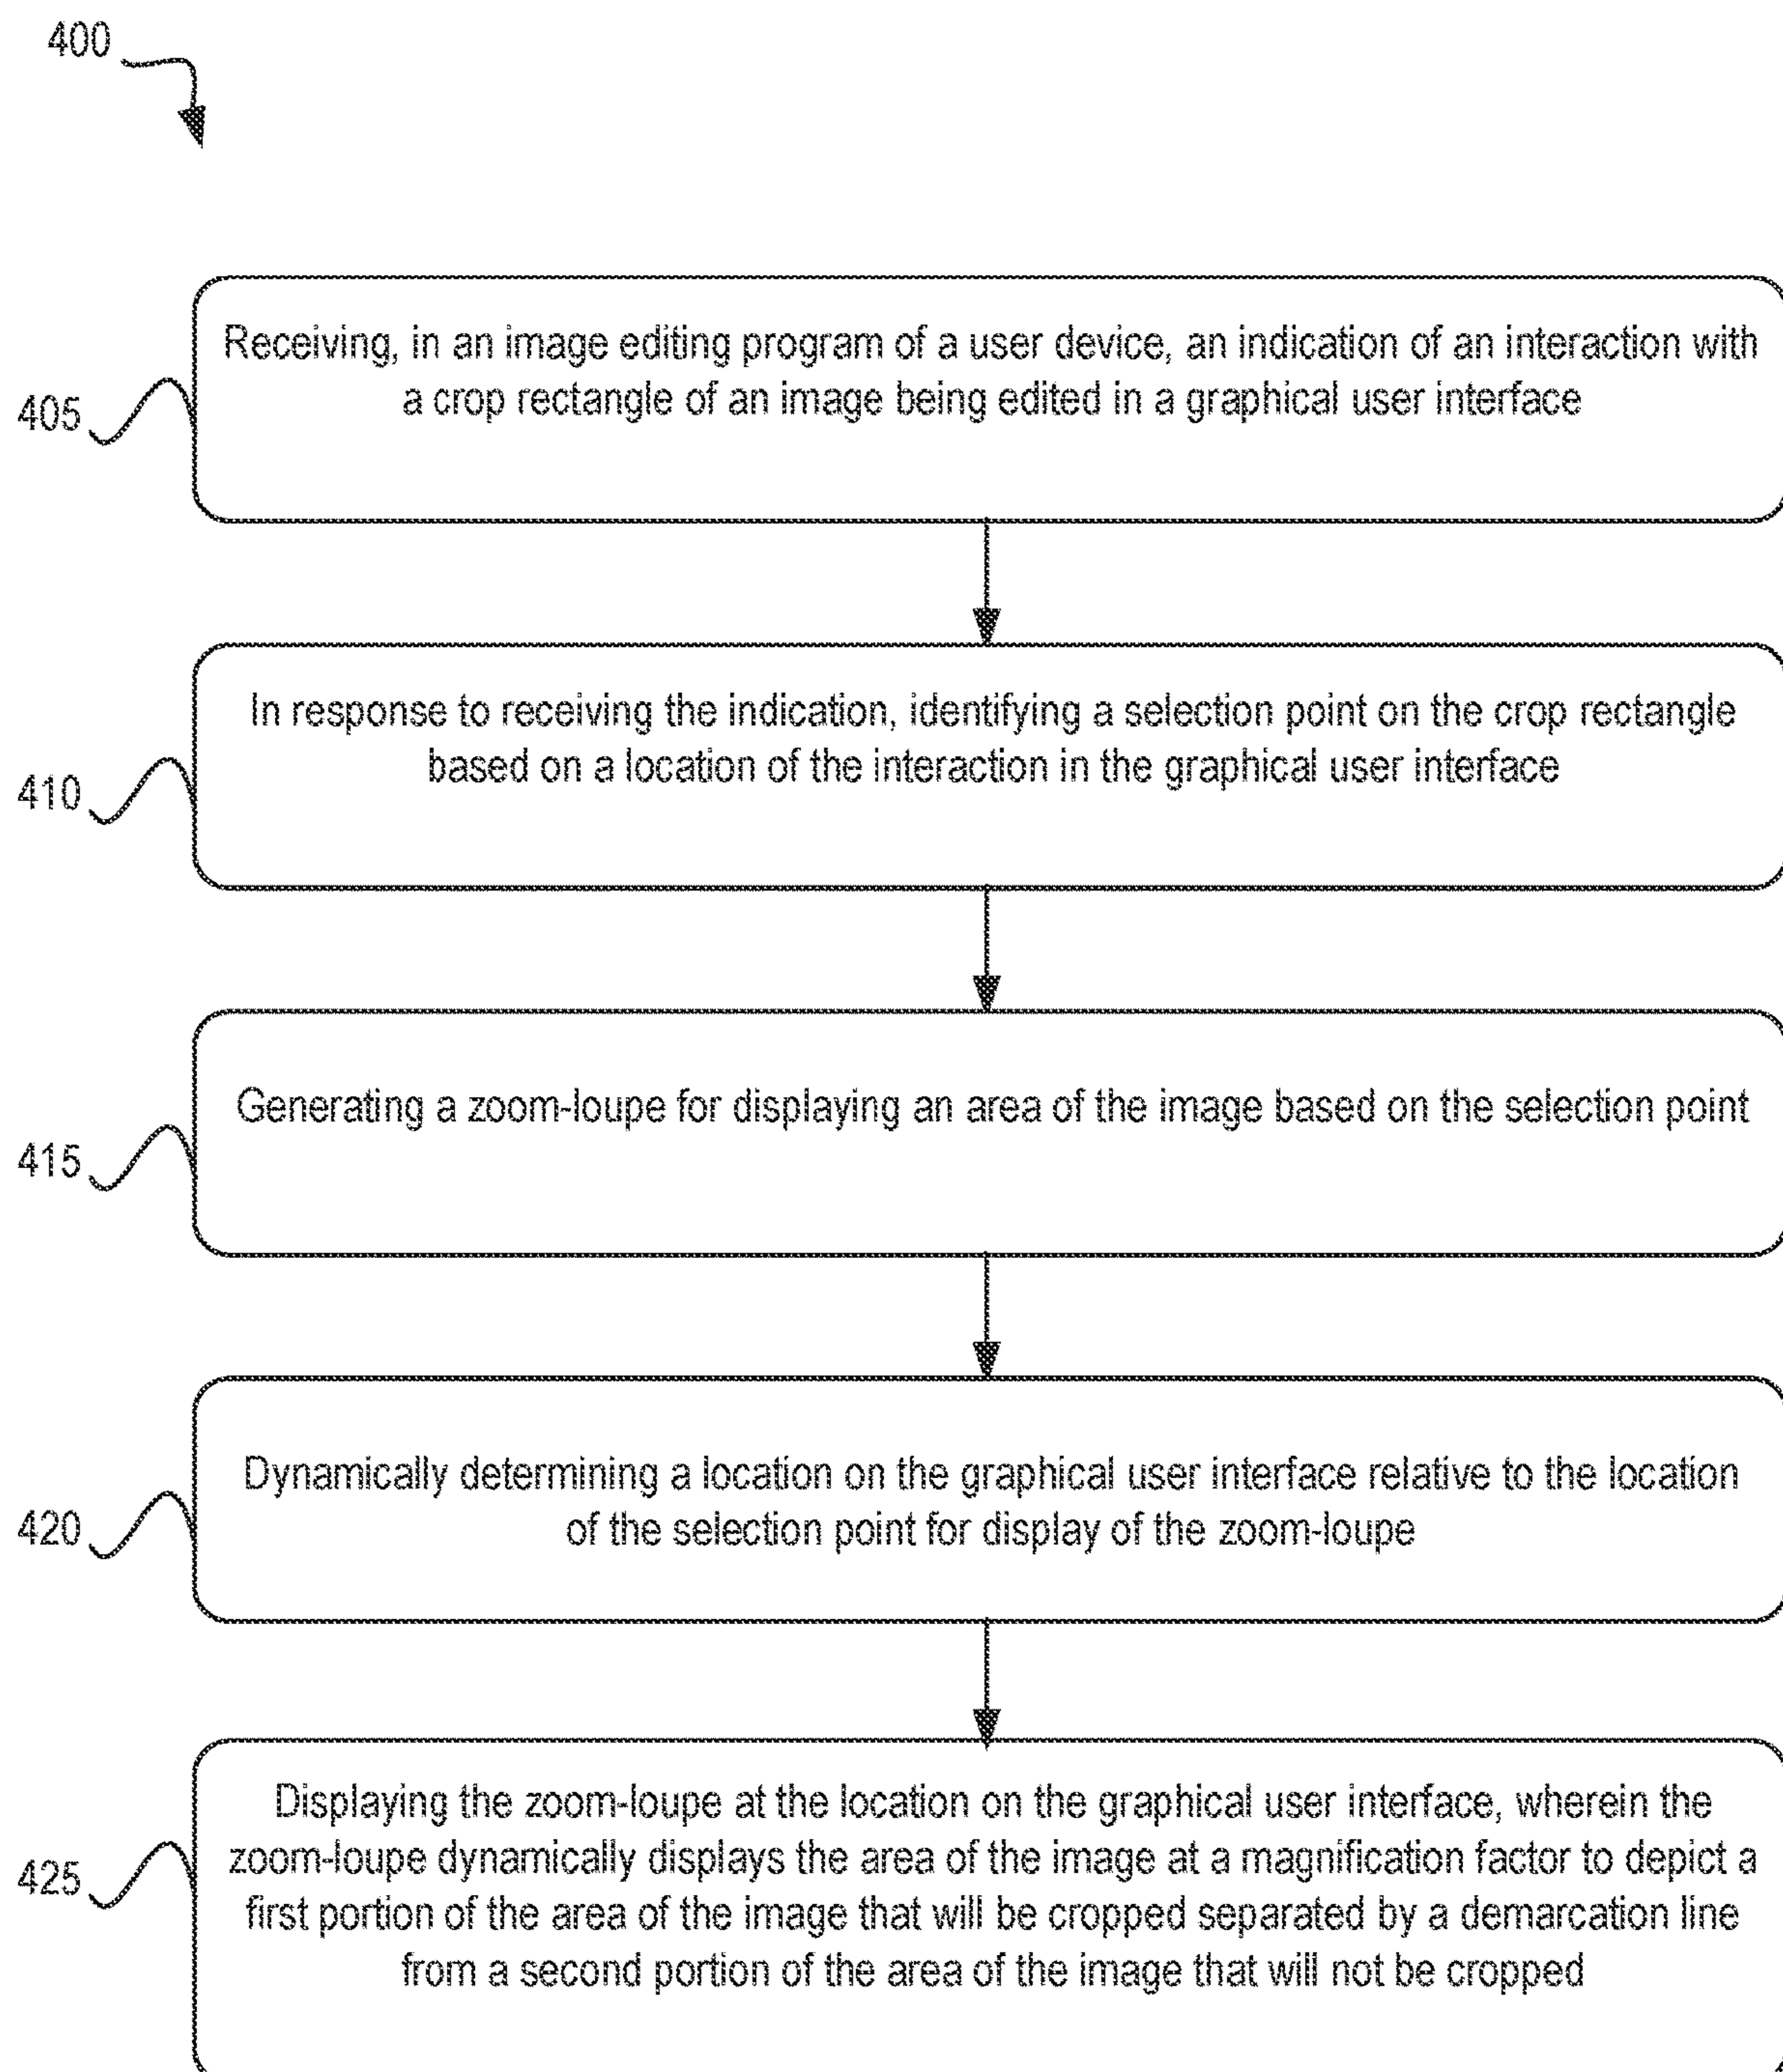 400
Receiving, in an image editing program of a user device, an indication of an interaction with
a crop rectangle of an image being edited in a graphical user interface
405
In response to receiving the indication, identifying a selection point on the crop rectangle
based on a location of the interaction in the graphical user interface
410
Generating a zoom-loupe for displaying an area of the image based on the selection point
415
Dynamically determining a location on the graphical user interface relative to the location
of the selection point for display of the zoom-loupe
420
Displaying the zoom-loupe at the location on the graphical user interface, wherein the
zoom-loupe dynamically displays the area of the image at a magnification factor to depict a
first portion of the area of the image that will be cropped separated by a demarcation line
from a second portion of the area of the image that will not be cropped
425